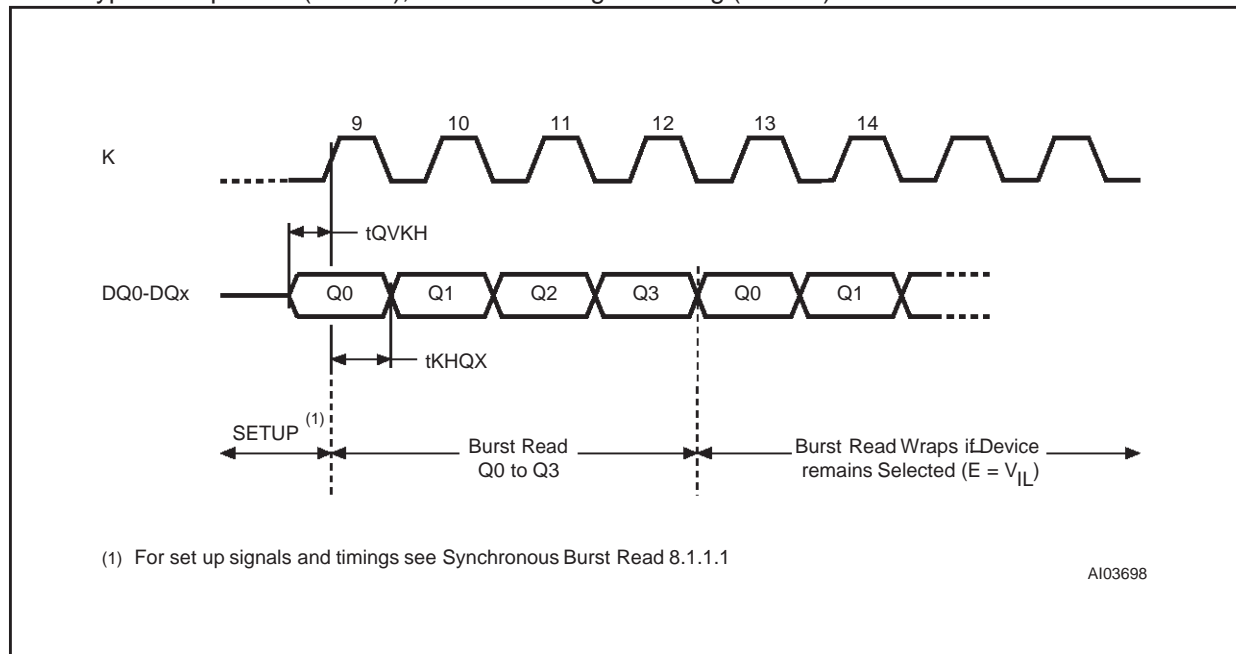 9 10 11 12 13 14
K
tQVKH
DQ0-DQx Q0 Q1 Q2 Q3 Q0 Q1
tKHQX
SETUP (1)
Burst Read
Q0 to Q3
Burst Read Wraps if Device
remains Selected (E = VIL)
(1) For set up signals and timings see Synchronous Burst Read 8.1.1.1
AI03698